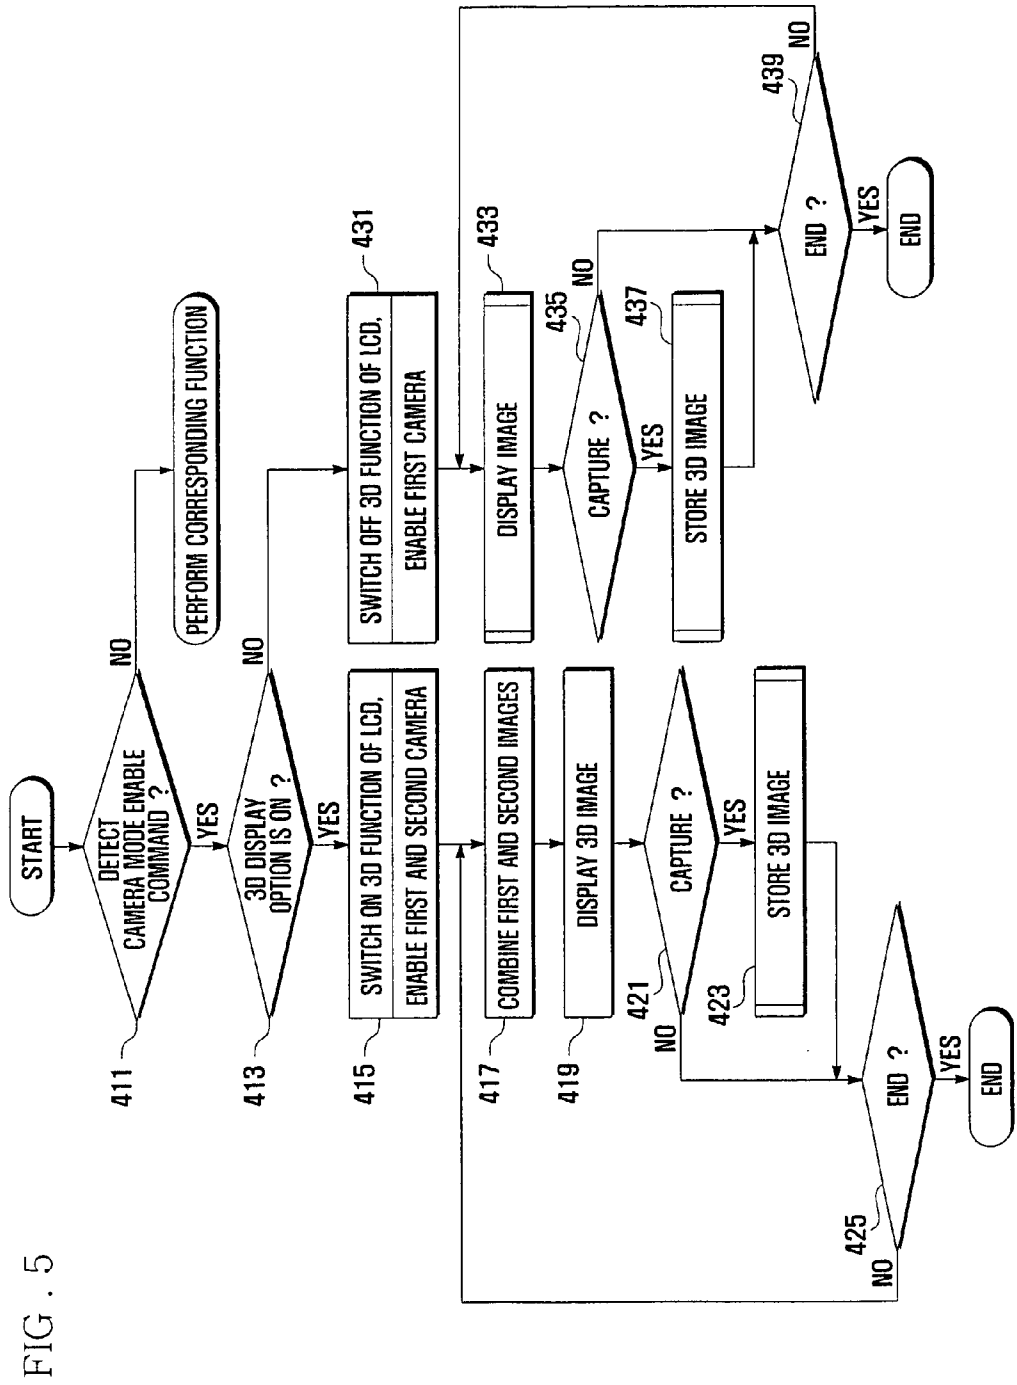 FIG . 5
START
DETECT
CAMERA MODE ENABLE
COMMAND ?
411
NO
PERFORM CORRESPONDING FUNCTION
YES
3D DISPLAY
OPTION IS ON ?
413
NO
YES
SWITCH ON 3D FUNCTION OF LCD,
ENABLE FIRST AND SECOND CAMERA
415
COMBINE FIRST AND SECOND IMAGES
417
DISPLAY 3D IMAGE
419
CAPTURE ?
421
NO
YES
STORE 3D IMAGE
423
END ?
425
NO
YES
END
SWITCH OFF 3D FUNCTION OF LCD,
ENABLE FIRST CAMERA
431
DISPLAY IMAGE
433
CAPTURE ?
435
NO
YES
STORE 3D IMAGE
437
END ?
439
NO
YES
END